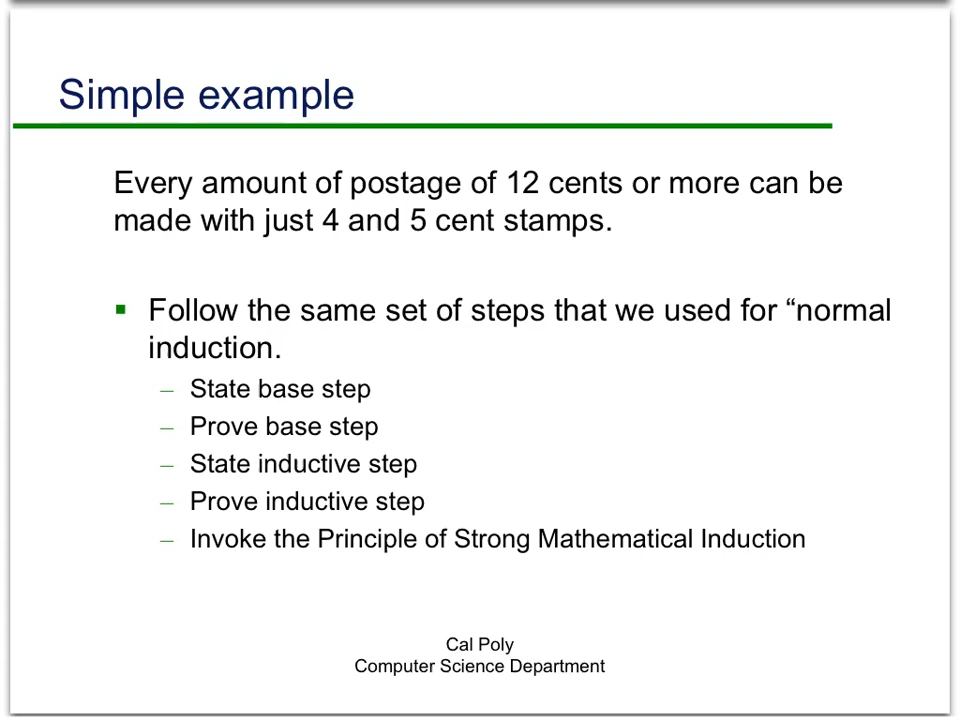 Simple example
Every amount of postage of 12 cents or more can be
made with just 4 and 5 cent stamps.
▪ Follow the same set of steps that we used for “normal
induction.
– State base step
– Prove base step
– State inductive step
– Prove inductive step
– Invoke the Principle of Strong Mathematical Induction
Cal Poly
Computer Science Department